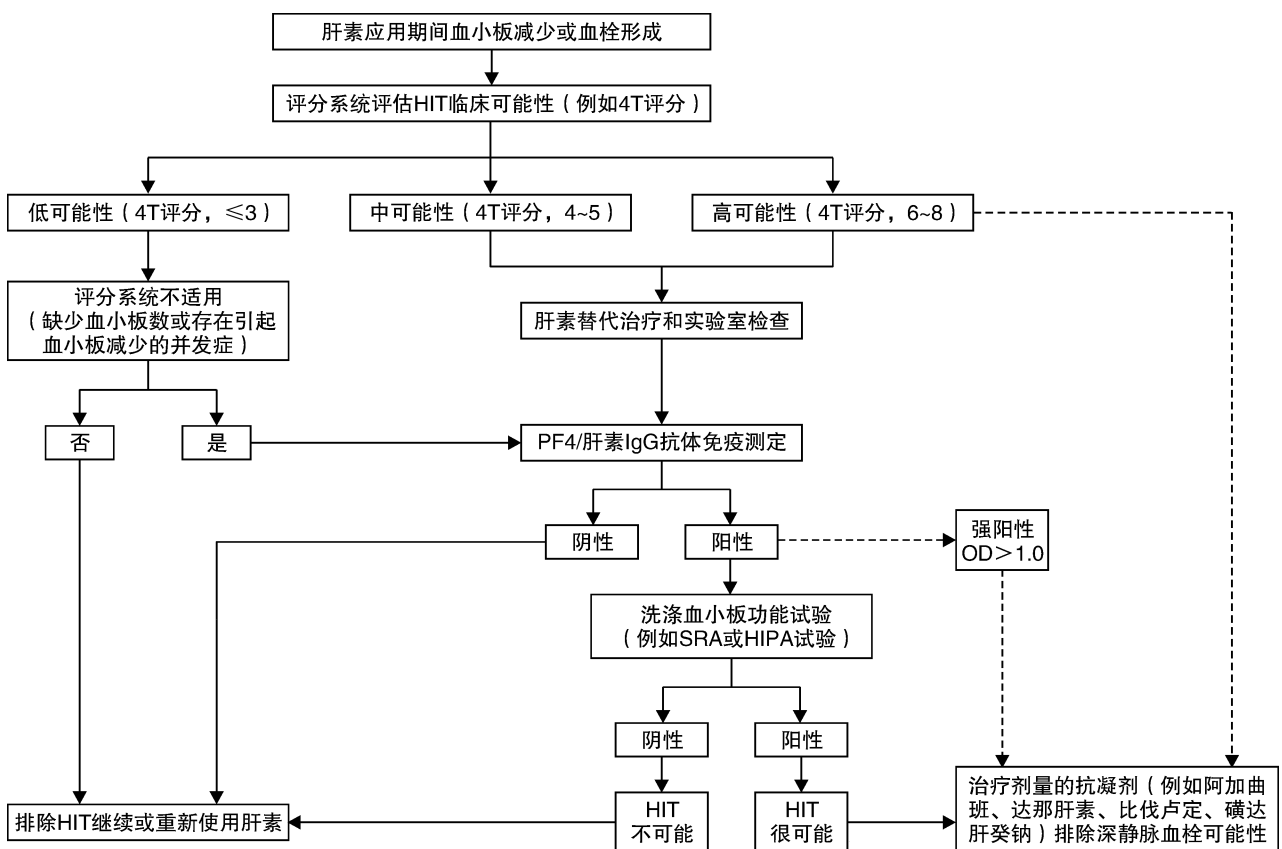 肝素应用期间血小板减少或血栓形成
评分系统评估HIT临床可能性（例如4T评分）
低可能性（4T评分，≤3）
中可能性（4T评分，4~5）
高可能性（4T评分，6~8）
评分系统不适用
（缺少血小板数或存在引起
血小板减少的并发症）
肝素替代治疗和实验室检查
否
是
PF4/肝素IgG抗体免疫测定
阴性
阳性
强阳性
OD＞1.0
洗涤血小板功能试验
（例如SRA或HIPA试验）
阴性
阳性
排除HIT继续或重新使用肝素
HIT
不可能
HIT
很可能
治疗剂量的抗凝剂（例如阿加曲
班、达那肝素、比伐卢定、磺达
肝癸钠）排除深静脉血栓可能性